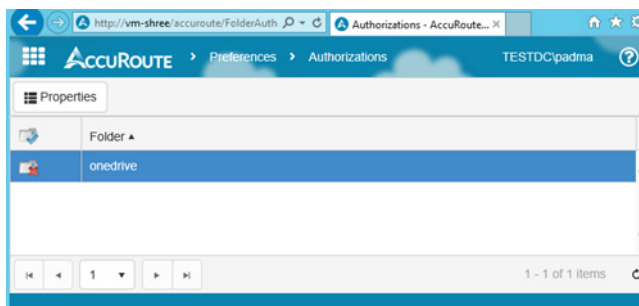 http://vm-shree/accuroute/FolderAuth Authorizations - AccuRoute...
ACCUROUTE > Preferences > Authorizations TESTDC\padma
Properties
Folder
onedrive
1 1 - 1 of 1 items